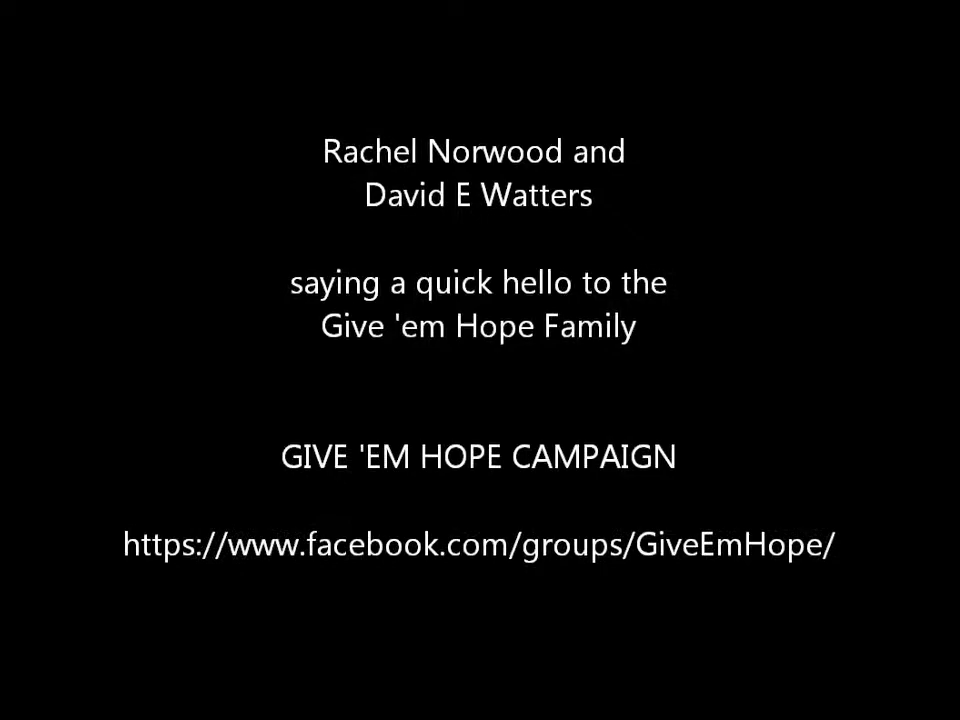 Rachel Norwood and
David E Watters
saying a quick hello to the
Give 'em Hope Family
GIVE 'EM HOPE CAMPAIGN
https://www.facebook.com/groups/GiveEmHope/